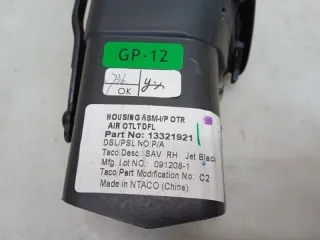 GP-12
OK
HOUSING ASM-I/P OTR
AIR OTLT DFL
Part No: 13321921
DSL/PSL NO:P/A
Taco Desc: SAV RH Jet Black
Mfg. Lot NO: 091208-1
Taco Part Modification No: C2
Made in NTACO (China)